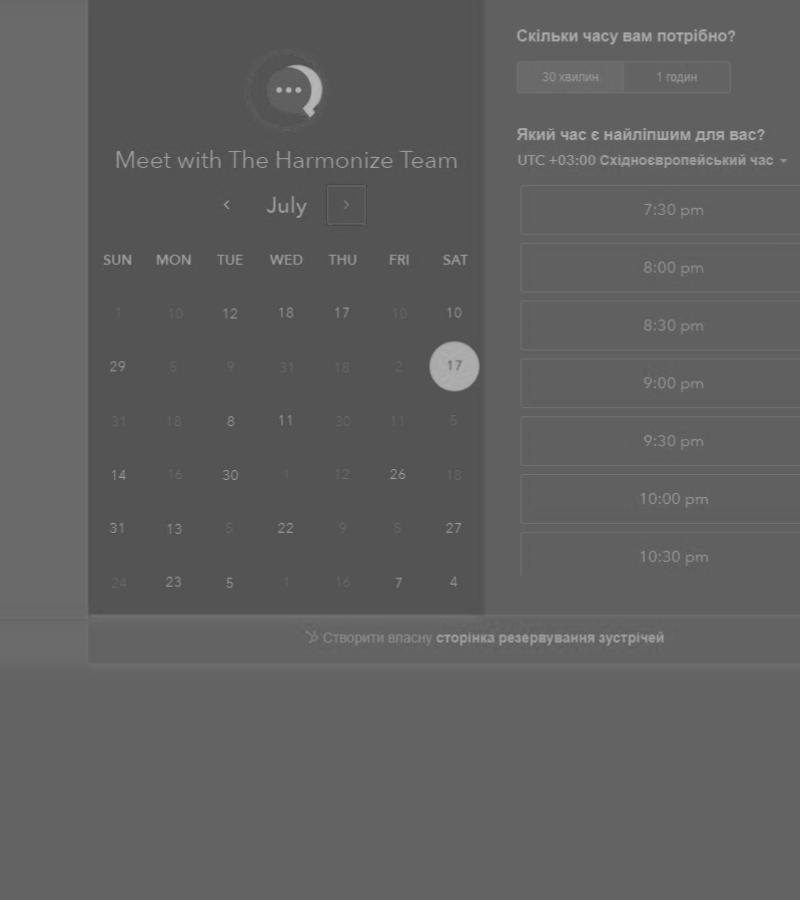 Meet with The Harmonize Team
July
SUN MON TUE WED THU FRI SAT
1 10 12 18 17 10 10
29 5 9 31 18 2 17
31 18 8 11 30 11 5
14 16 30 1 12 26 18
31 13 5 22 9 5 27
24 23 5 1 16 7 4
Скільки часу вам потрібно?
30 хвилин 1 годин
Який час є найліпшим для вас?
UTC +03:00 Східноєвропейський час
7:30 pm
8:00 pm
8:30 pm
9:00 pm
9:30 pm
10:00 pm
10:30 pm
Створити власну сторінка резервування зустрічей